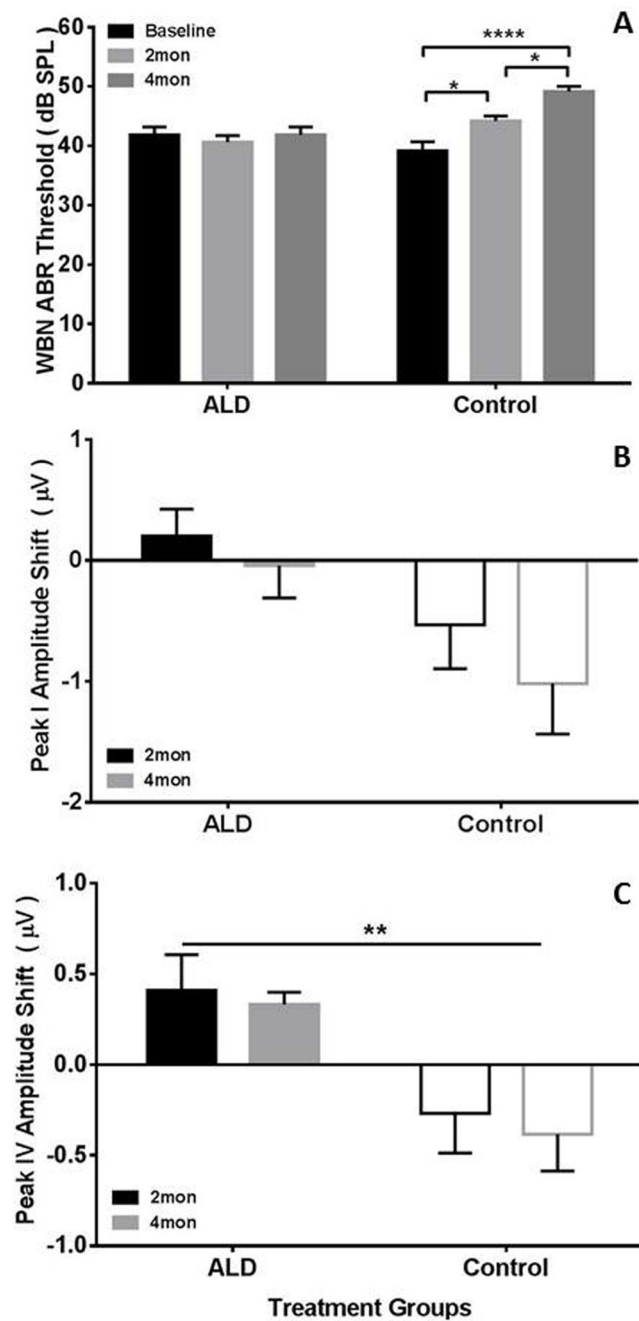 A
Baseline
2mon
4mon
****
*
*
WBN ABR Threshold ( dB SPL )
60
50
40
30
20
10
0
ALD Control
B
Peak I Amplitude Shift ( µV )
1
0
-1
-2
2mon
4mon
ALD Control
C
Peak IV Amplitude Shift ( µV )
1.0
0.5
0.0
-0.5
-1.0
**
2mon
4mon
ALD Control
Treatment Groups